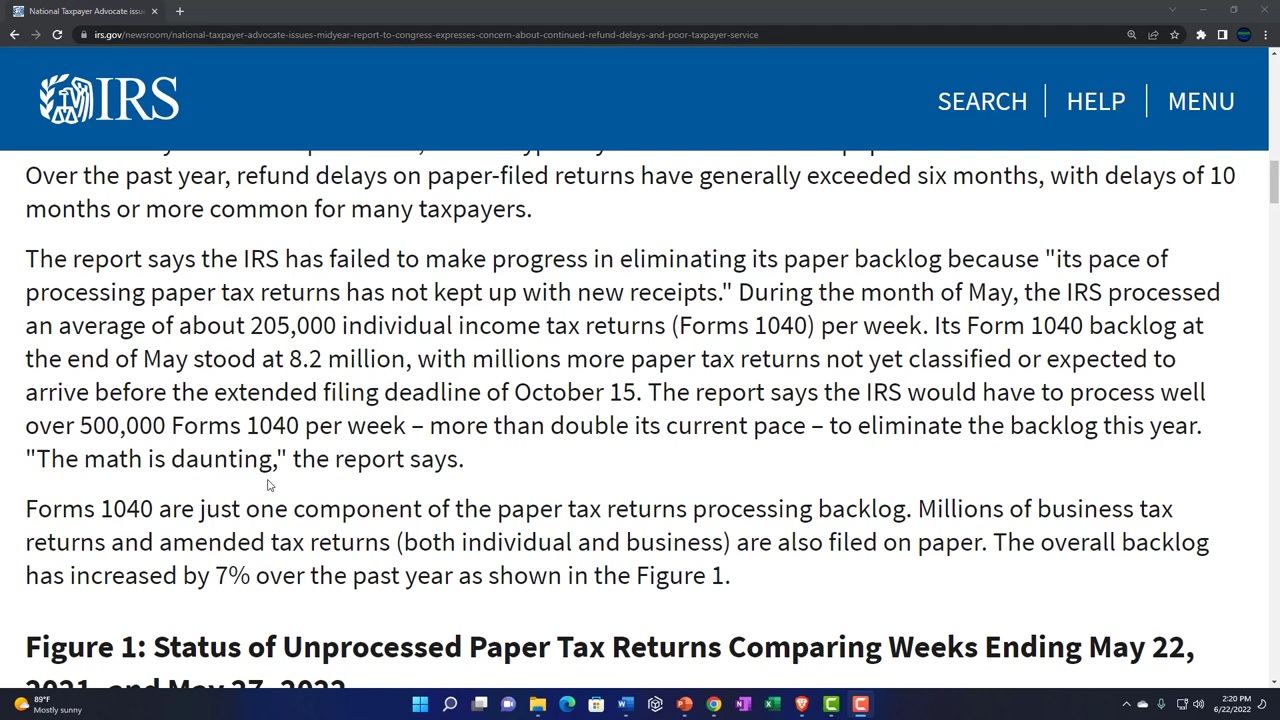 National Taxpayer Advocate issu
irs.gov/newsroom/national-taxpayer-advocate-issues-midyear-report-to-congress-expresses-concern-about-continued-refund-delays-and-poor-taxpayer-service
IRS
SEARCH
HELP
MENU
Over the past year, refund delays on paper-filed returns have generally exceeded six months, with delays of 10
months or more common for many taxpayers.
The report says the IRS has failed to make progress in eliminating its paper backlog because "its pace of
processing paper tax returns has not kept up with new receipts." During the month of May, the IRS processed
an average of about 205,000 individual income tax returns (Forms 1040) per week. Its Form 1040 backlog at
the end of May stood at 8.2 million, with millions more paper tax returns not yet classified or expected to
arrive before the extended filing deadline of October 15. The report says the IRS would have to process well
over 500,000 Forms 1040 per week – more than double its current pace – to eliminate the backlog this year.
"The math is daunting," the report says.
Forms 1040 are just one component of the paper tax returns processing backlog. Millions of business tax
returns and amended tax returns (both individual and business) are also filed on paper. The overall backlog
has increased by 7% over the past year as shown in the Figure 1.
Figure 1: Status of Unprocessed Paper Tax Returns Comparing Weeks Ending May 22,
2021, and May 27, 2022
89°F
Mostly sunny
2:20 PM
6/22/2022